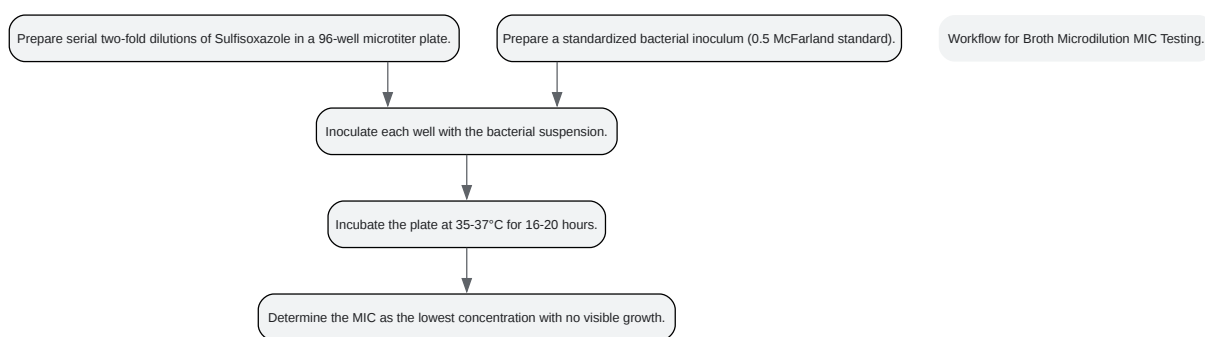 Prepare serial two-fold dilutions of Sulfisoxazole in a 96-well microtiter plate.
Prepare a standardized bacterial inoculum (0.5 McFarland standard).
Workflow for Broth Microdilution MIC Testing.
Inoculate each well with the bacterial suspension.
Incubate the plate at 35-37°C for 16-20 hours.
Determine the MIC as the lowest concentration with no visible growth.